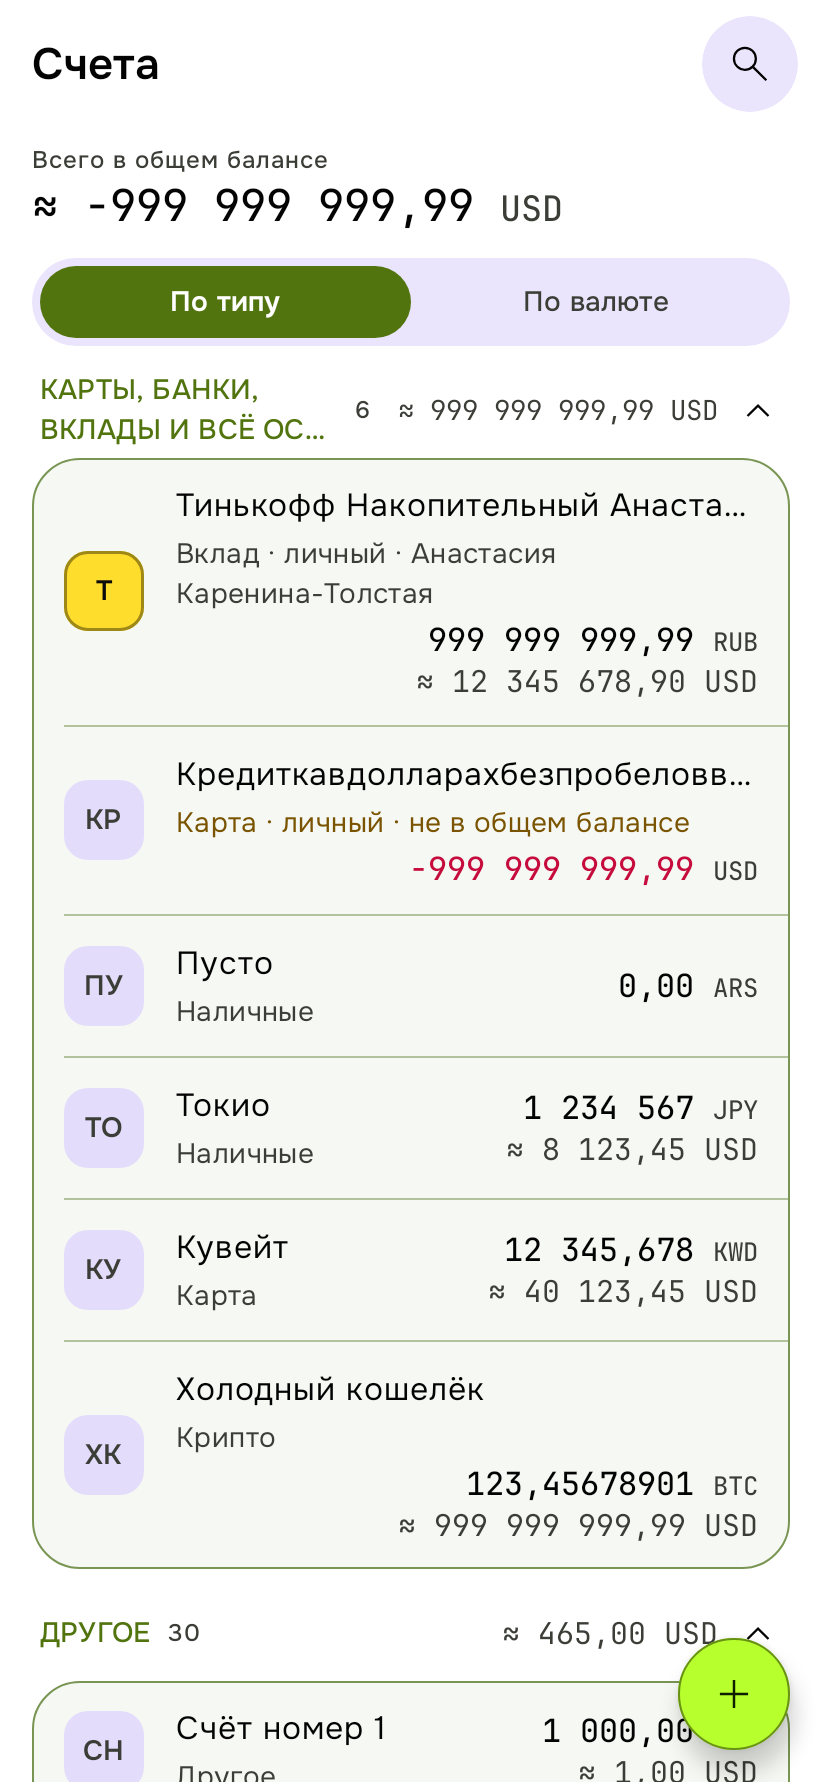 Счета
Всего в общем балансе
≈ -999 999 999,99 USD
По типу
По валюте
КАРТЫ, БАНКИ,
ВКЛАДЫ И ВСЁ ОС...
6 ≈ 999 999 999,99 USD
Тинькофф Накопительный Анаста...
Вклад · личный · Анастасия
Каренина-Толстая
Т
999 999 999,99 RUB
≈ 12 345 678,90 USD
Кредиткавдолларахбезпробеловв...
КР
Карта · личный · не в общем балансе
-999 999 999,99 USD
Пусто
ПУ
0,00 ARS
Наличные
Токио
1 234 567 JPY
ТО
Наличные
≈ 8 123,45 USD
Кувейт
12 345,678 KWD
КУ
Карта
≈ 40 123,45 USD
Холодный кошелёк
Крипто
ХК
123,45678901 BTC
≈ 999 999 999,99 USD
ДРУГОЕ 30
≈ 465,00 USD
Счёт номер 1
1 000,00
СН
Другое
≈ 1,00 USD